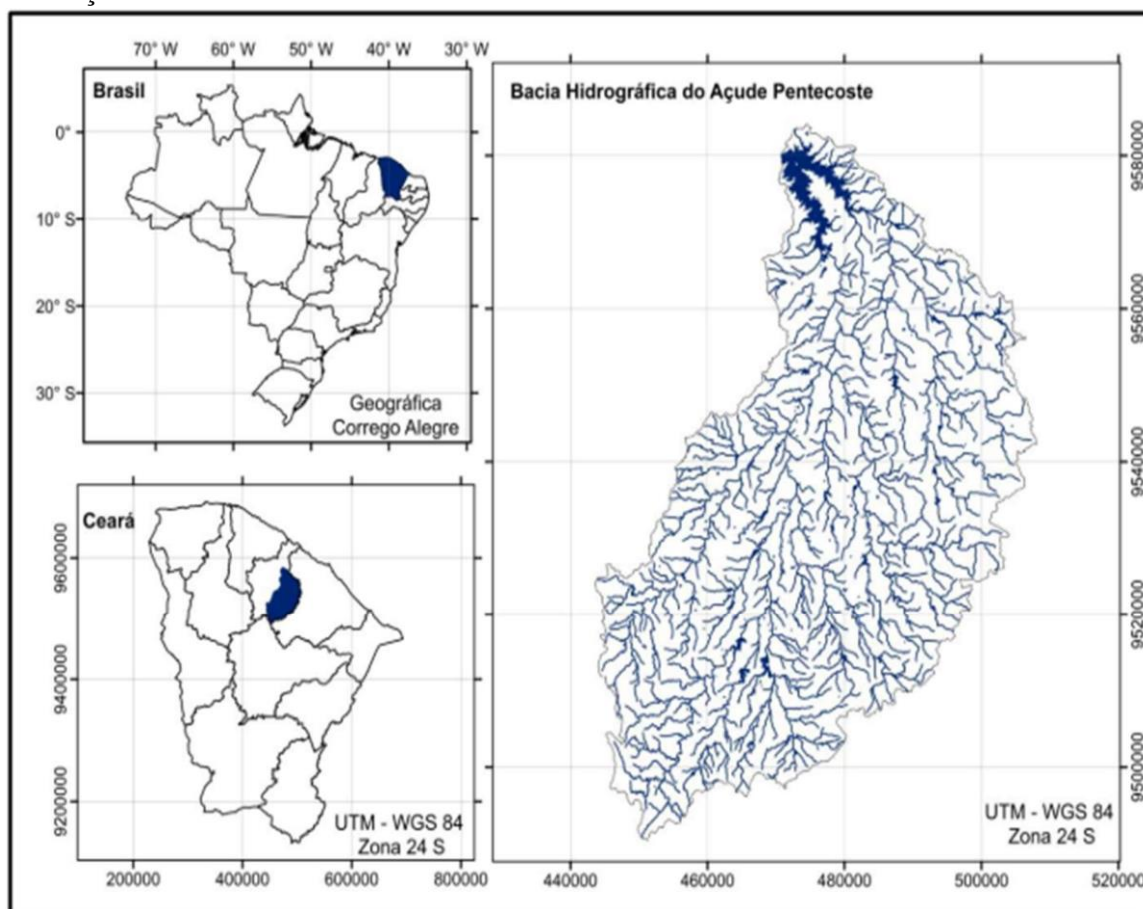 70° W 60° W 50° W 40° W 30° W
Brasil
0°
10° S
20° S
30° S
Geográfica
Corrego Alegre
Ceará
9600000
9400000
9200000
UTM - WGS 84
Zona 24 S
200000 400000 600000 800000
Bacia Hidrográfica do Açude Pentecoste
9580000
9560000
9540000
9520000
9500000
UTM - WGS 84
Zona 24 S
440000 460000 480000 500000 520000